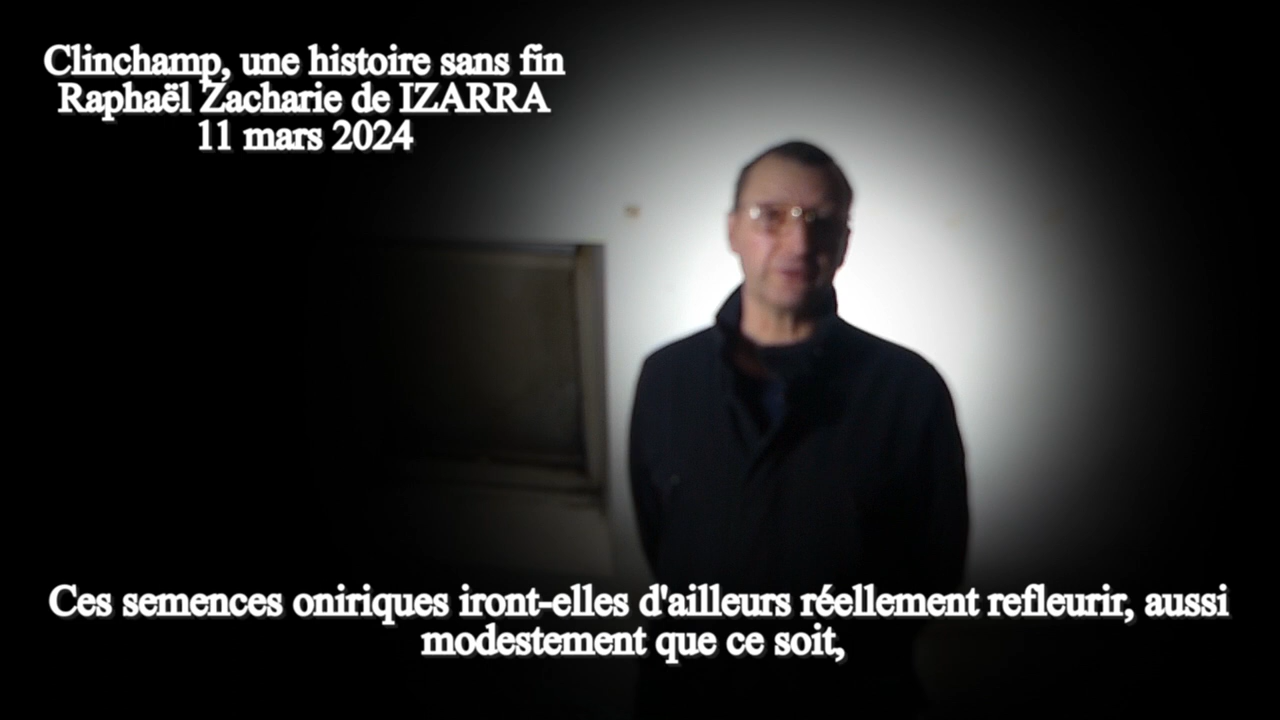 Clinchamp, une histoire sans fin
Raphaël Zacharie de IZARRA
11 mars 2024
Ces semences oniriques iront-elles d'ailleurs réellement refleurir, aussi
modestement que ce soit,